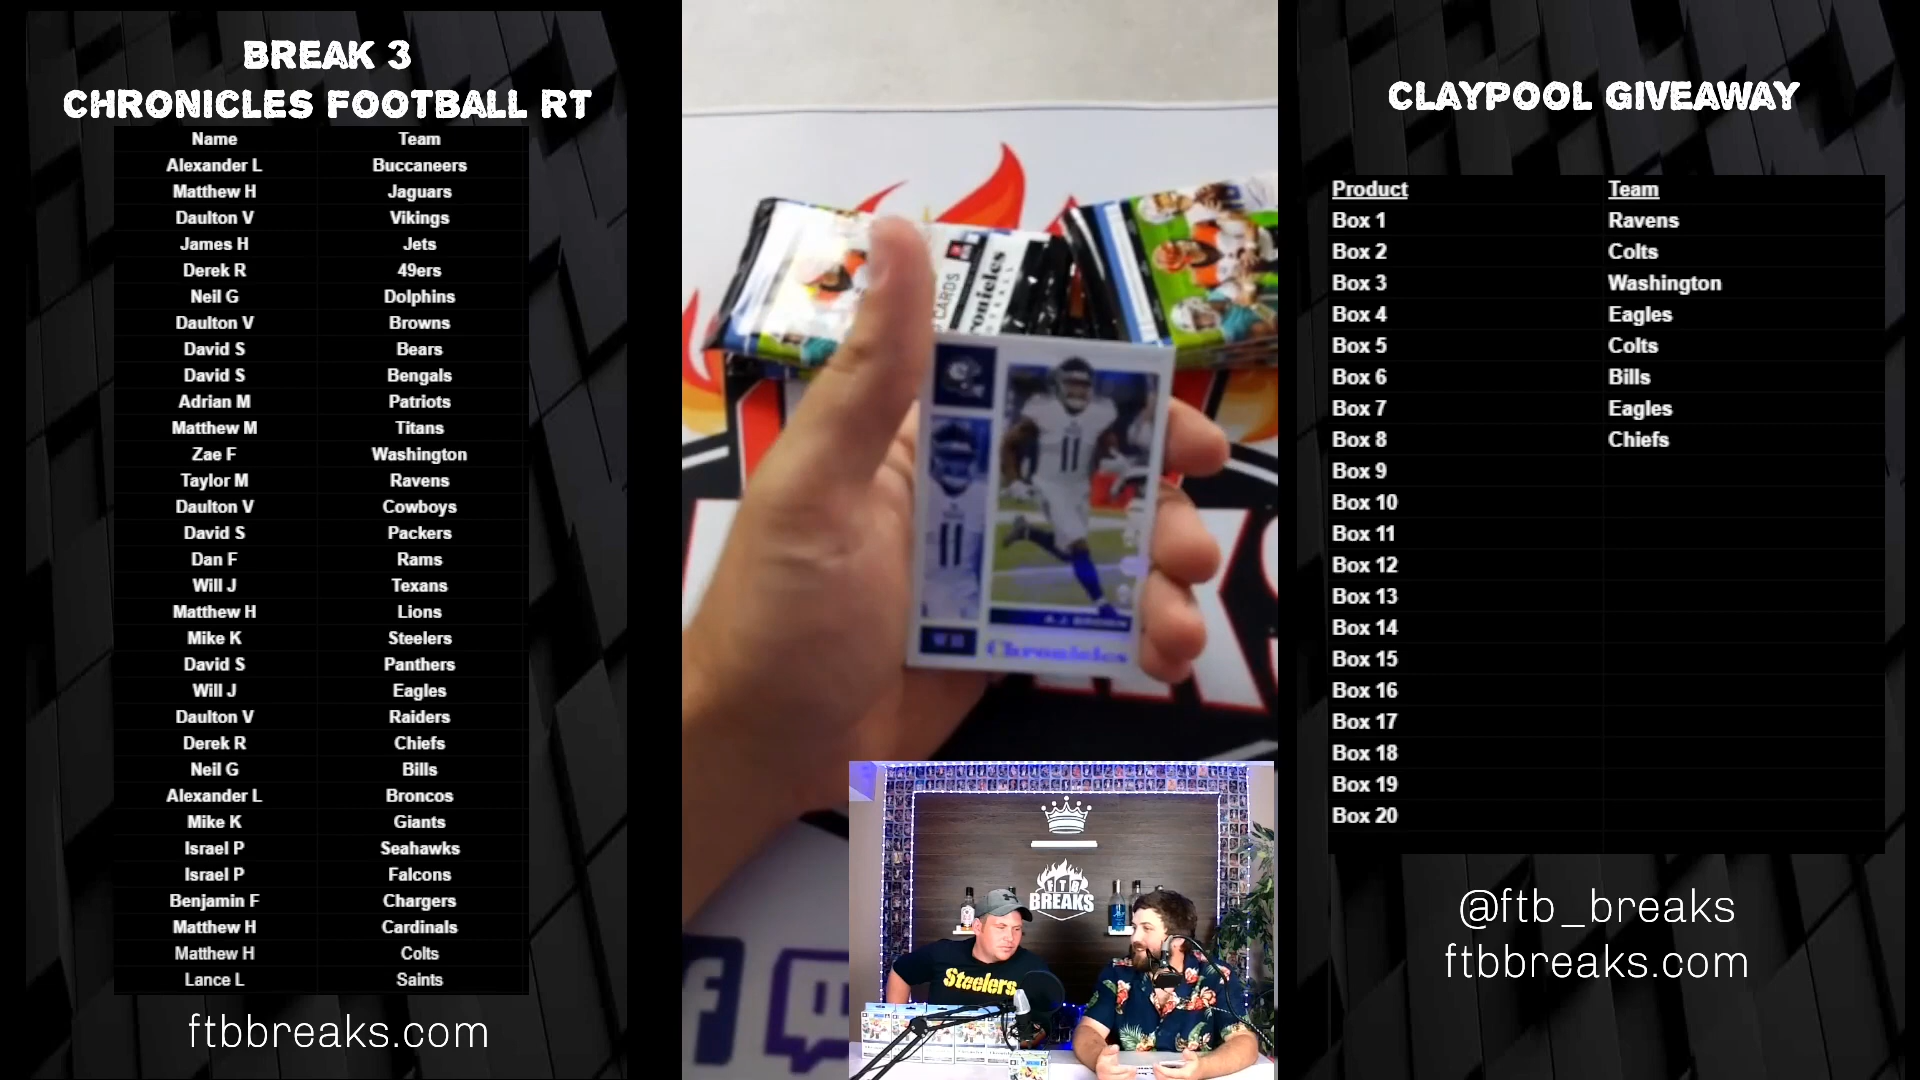 BREAK 3
CHRONICLES FOOTBALL RT
Name Team
Alexander L Buccaneers
Matthew H Jaguars
Daulton V Vikings
James H Jets
Derek R 49ers
Neil G Dolphins
Daulton V Browns
David S Bears
David S Bengals
Adrian M Patriots
Matthew M Titans
Zae F Washington
Taylor M Ravens
Daulton V Cowboys
David S Packers
Dan F Rams
Will J Texans
Matthew H Lions
Mike K Steelers
David S Panthers
Will J Eagles
Daulton V Raiders
Derek R Chiefs
Neil G Bills
Alexander L Broncos
Mike K Giants
Israel P Seahawks
Israel P Falcons
Benjamin F Chargers
Matthew H Cardinals
Matthew H Colts
Lance L Saints
ftbbreaks.com
CARDS
11
11
A.J. BROWN
WR
Chronicles
FTB
BREAKS
Steelers
CLAYPOOL GIVEAWAY
Product Team
Box 1 Ravens
Box 2 Colts
Box 3 Washington
Box 4 Eagles
Box 5 Colts
Box 6 Bills
Box 7 Eagles
Box 8 Chiefs
Box 9
Box 10
Box 11
Box 12
Box 13
Box 14
Box 15
Box 16
Box 17
Box 18
Box 19
Box 20
@ftb_breaks
ftbbreaks.com